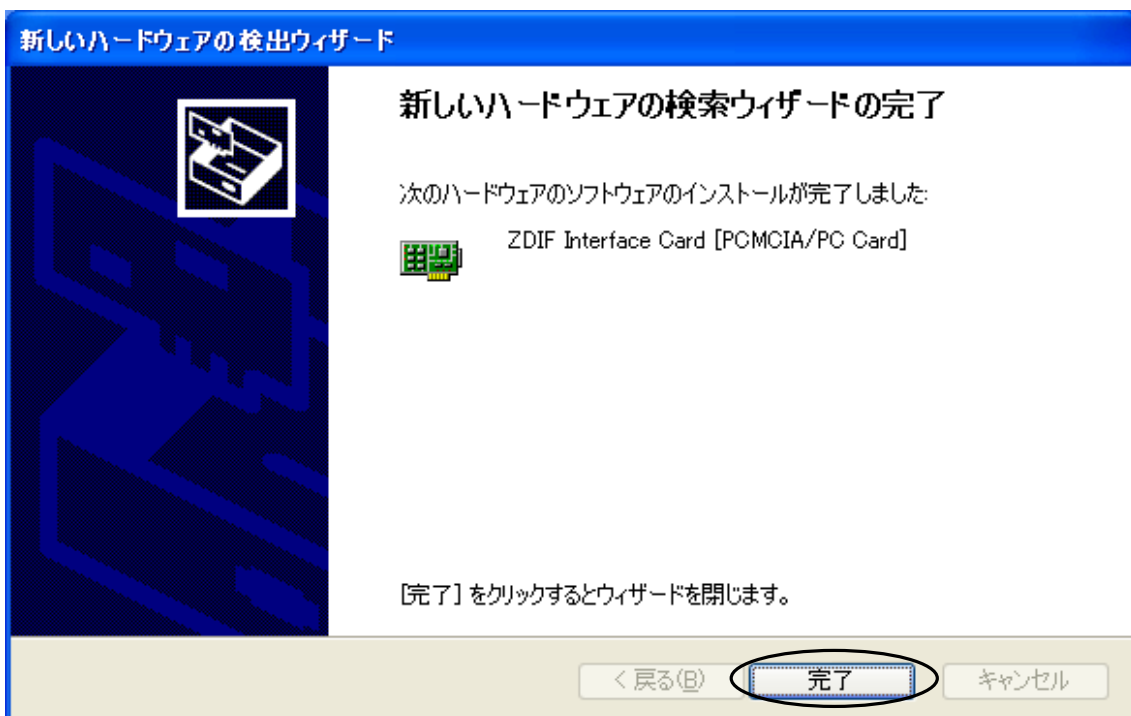 新しいハードウェアの検出ウィザード
新しいハードウェアの検索ウィザードの完了
次のハードウェアのソフトウェアのインストールが完了しました:
ZDIF Interface Card [PCMCIA/PC Card]
[完了] をクリックするとウィザードを閉じます。
< 戻る(B)
完了
キャンセル